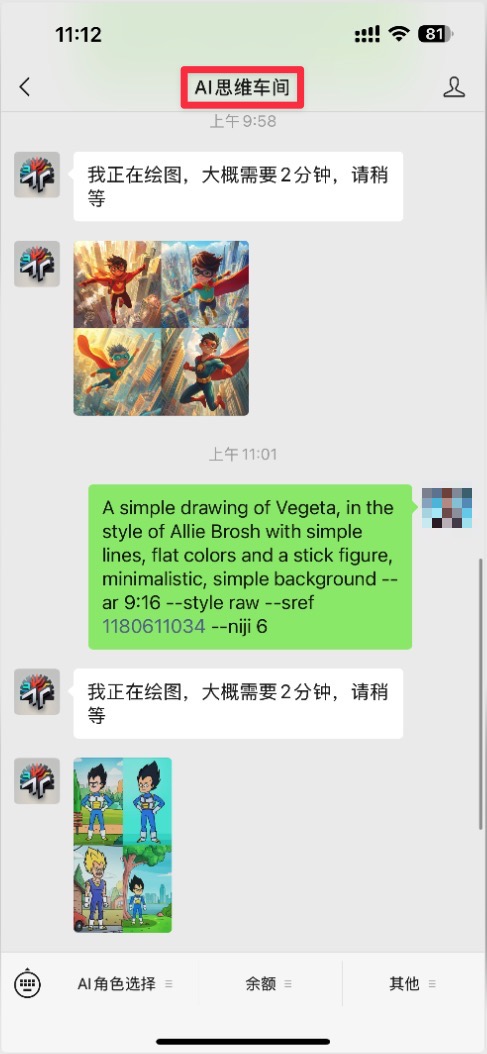 11:12
81
AI思维车间
上午9:58
我正在绘图，大概需要2分钟，请稍
等
上午11:01
A simple drawing of Vegeta, in the
style of Allie Brosh with simple
lines, flat colors and a stick figure,
minimalistic, simple background --
ar 9:16 --style raw --sref
1180611034 --niji 6
我正在绘图，大概需要2分钟，请稍
等
AI角色选择
余额
其他